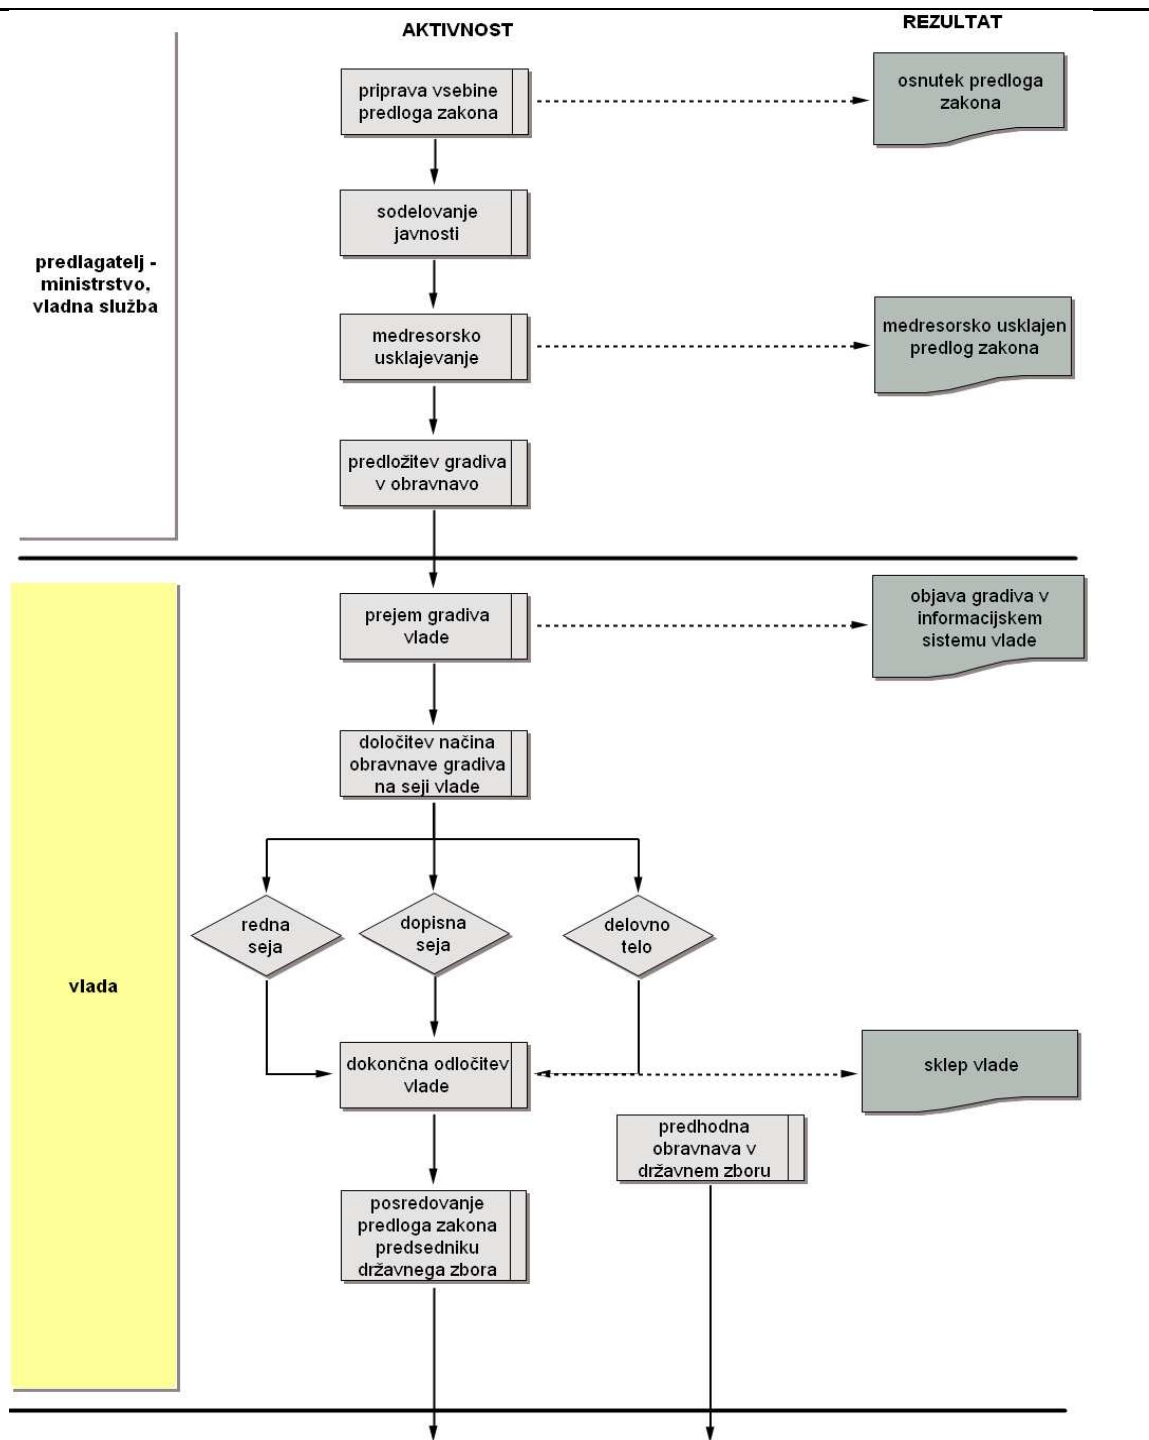 AKTIVNOST
REZULTAT
priprava vsebine
predloga zakona
osnutek predloga
zakona
sodelovanje
javnosti
predlagatelj -
ministrstvo,
vladna služba
medresorsko
usklajevanje
medresorsko usklajen
predlog zakona
predložitev gradiva
v obravnavo
prejem gradiva
vlade
objava gradiva v
informacijskem
sistemu vlade
določitev načina
obravnave gradiva
na seji vlade
redna
seja
dopisna
seja
delovno
telo
vlada
dokončna odločitev
vlade
sklep vlade
predhodna
obravnava v
državnem zboru
posredovanje
predloga zakona
predsedniku
državnega zbora